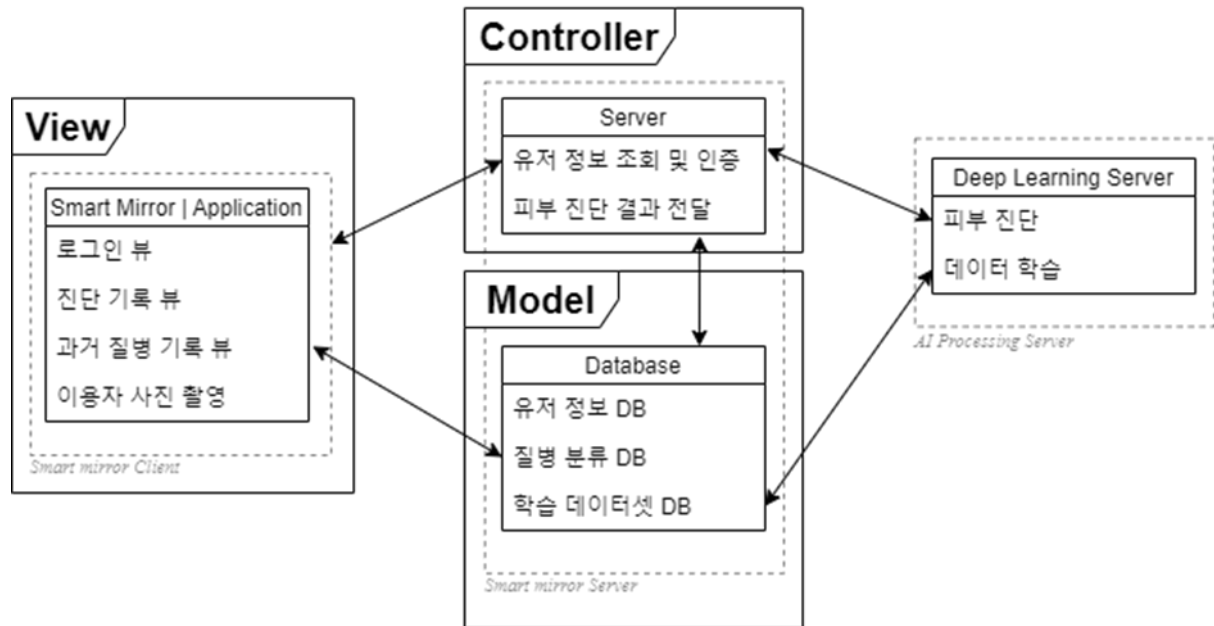 View
Smart Mirror | Application
로그인 뷰
진단 기록 뷰
과거 질병 기록 뷰
이용자 사진 촬영
Smart mirror Client
Controller
Server
유저 정보 조회 및 인증
피부 진단 결과 전달
Model
Database
유저 정보 DB
질병 분류 DB
학습 데이터셋 DB
Smart mirror Server
Deep Learning Server
피부 진단
데이터 학습
AI Processing Server